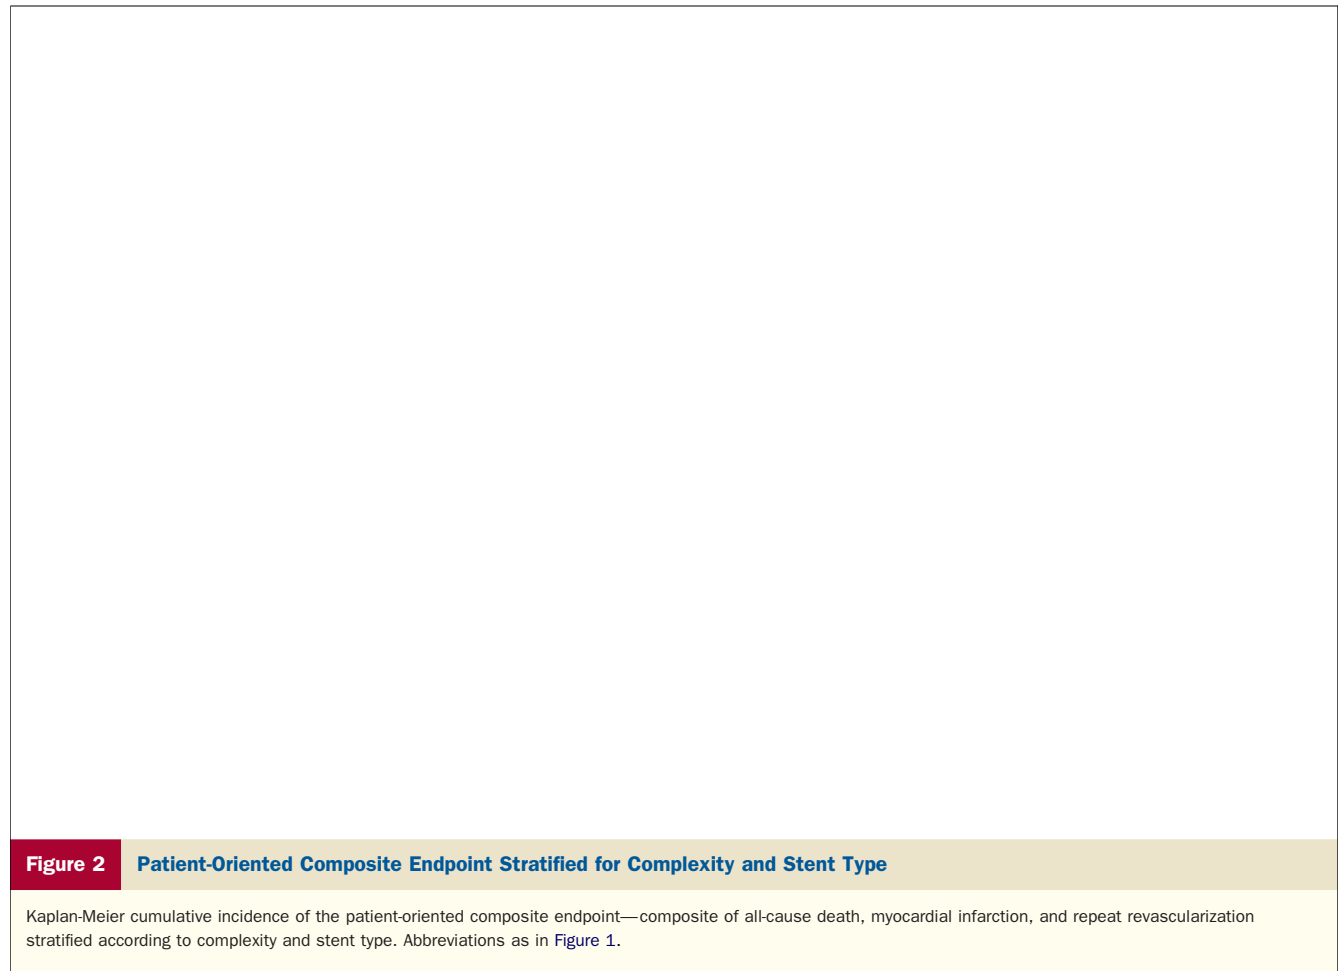 Figure 2 Patient-Oriented Composite Endpoint Stratified for Complexity and Stent Type
Kaplan-Meier cumulative incidence of the patient-oriented composite endpoint—composite of all-cause death, myocardial infarction, and repeat revascularization
stratified according to complexity and stent type. Abbreviations as in Figure 1.